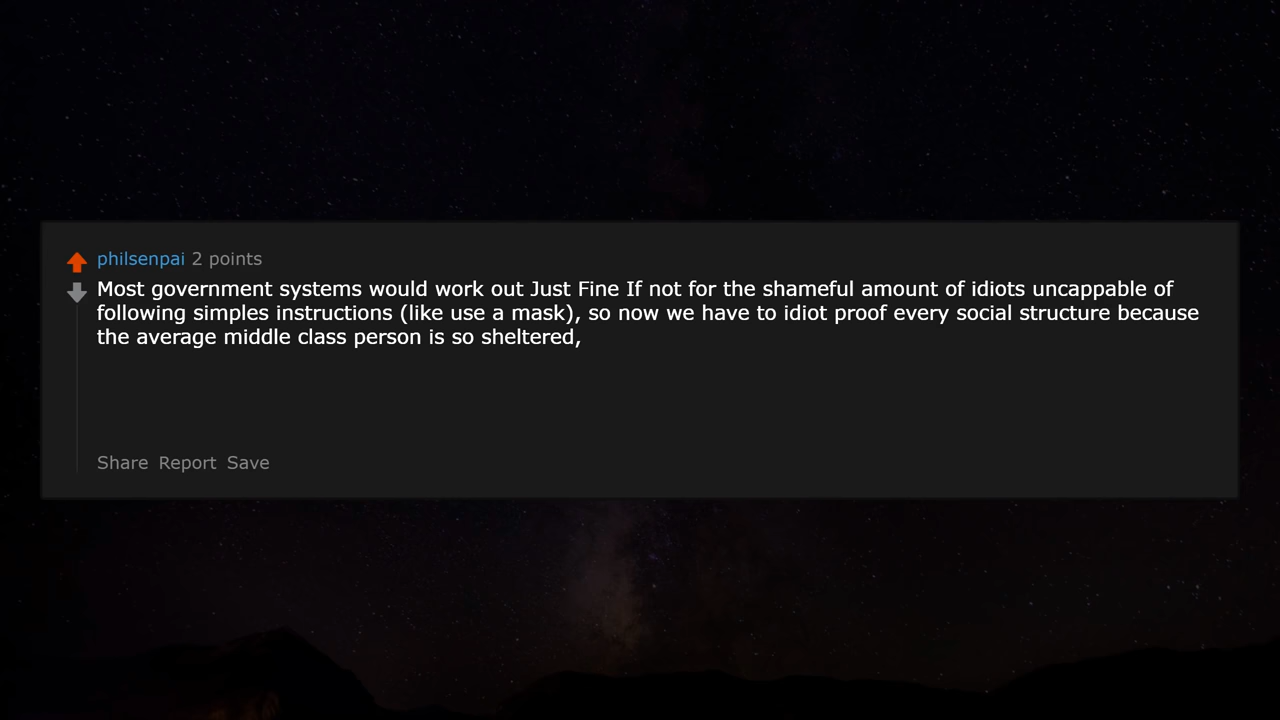 philsenpai 2 points
Most government systems would work out Just Fine If not for the shameful amount of idiots uncappable of
following simples instructions (like use a mask), so now we have to idiot proof every social structure because
the average middle class person is so sheltered,
Share Report Save